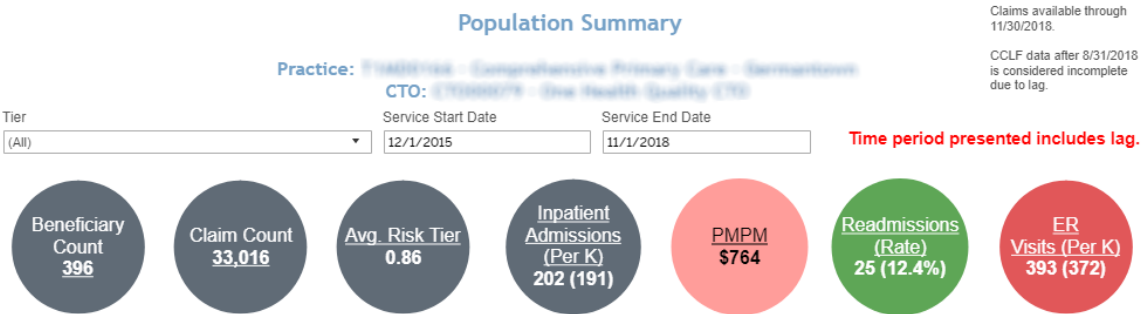 Population Summary
Claims available through
11/30/2018.
CCLF data after 8/31/2018
is considered incomplete
due to lag.
Practice:
CTO:
Tier
Service Start Date
Service End Date
(All)
12/1/2015
11/1/2018
Time period presented includes lag.
Beneficiary
Count
396
Claim Count
33,016
Avg. Risk Tier
0.86
Inpatient
Admissions
(Per K)
202 (191)
PMPM
$764
Readmissions
(Rate)
25 (12.4%)
ER
Visits (Per K)
393 (372)